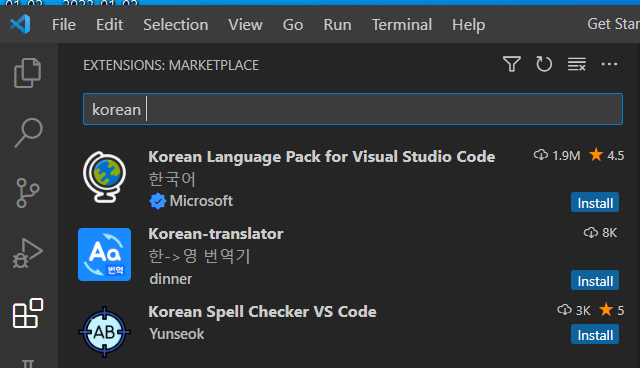 File Edit Selection View Go Run Terminal Help Get Star
EXTENSIONS: MARKETPLACE
korean
Korean Language Pack for Visual Studio Code 1.9M 4.5
한국어
Microsoft Install
Korean-translator 8K
Aa
번역
한->영 번역기
dinner Install
Korean Spell Checker VS Code 3K 5
AB
Yunseok Install